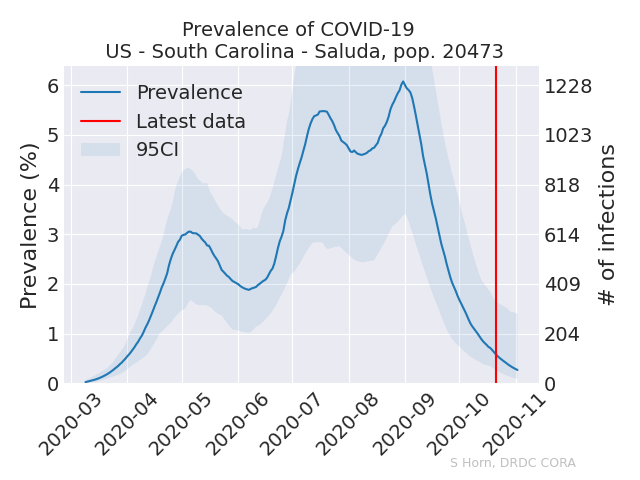 Prevalence of COVID-19
US - South Carolina - Saluda, pop. 20473
Prevalence
Latest data
95CI
Prevalence (%)
6
5
4
3
2
1
0
1228
1023
818
614
409
204
0
# of infections
2020-03
2020-04
2020-05
2020-06
2020-07
2020-08
2020-09
2020-10
2020-11
S Horn, DRDC CORA